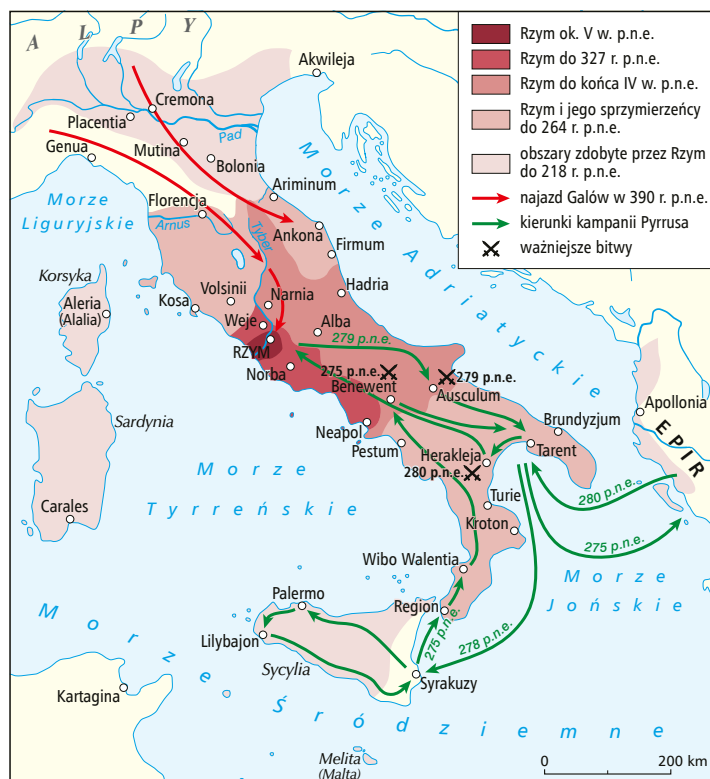 A L P Y
Akwileja
Cremona
Placentia
Pad
Genua
Mutina
Bolonia
Morze
Liguryjskie
Florencja
Arnus
Ariminum
Tyber
Ankona
Firmum
Morze Adriatyckie
Korsyka
Aleria
(Alalia)
Volsinii
Kosa
Narnia
Hadria
Weje
Alba
RZYM
279 p.n.e.
Norba
275 p.n.e.
Benewent
279 p.n.e.
Ausculum
Apollonia
Sardynia
Neapol
Pestum
Brundyzjum
Tarent
EPIR
Herakleja
280 p.n.e.
Morze
Tyrreńskie
Carales
Turie
Kroton
280 p.n.e.
275 p.n.e.
Wibo Walentia
Morze
Jońskie
Palermo
Region
275 p.n.e.
278 p.n.e.
Lilybajon
Sycylia
Syrakuzy
Kartagina
Morze Śródziemne
Melita
(Malta)
0 200 km
Rzym ok. V w. p.n.e.
Rzym do 327 r. p.n.e.
Rzym do końca IV w. p.n.e.
Rzym i jego sprzymierzeńcy
do 264 r. p.n.e.
obszary zdobyte przez Rzym
do 218 r. p.n.e.
najazd Galów w 390 r. p.n.e.
kierunki kampanii Pyrrusa
ważniejsze bitwy